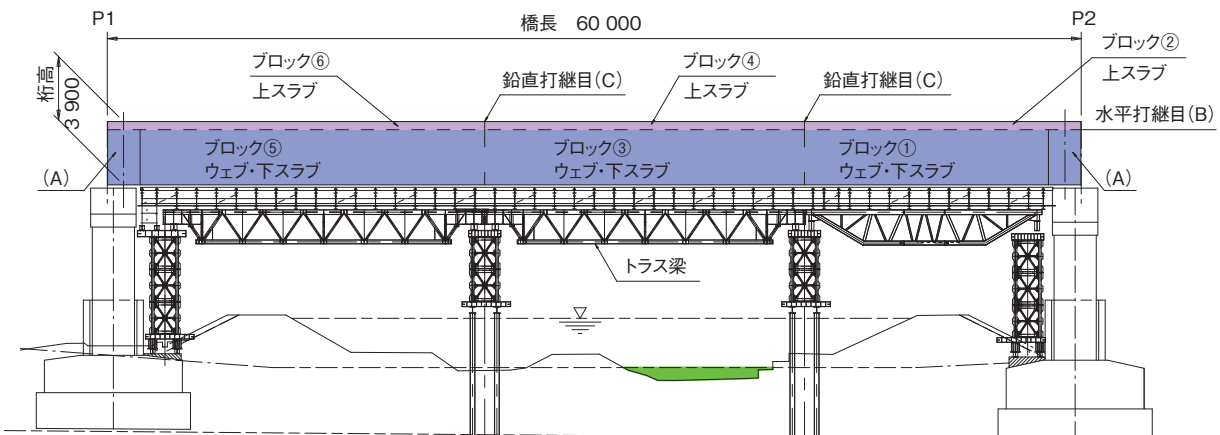 P1
橋長 60 000
P2
ブロック②
上スラブ
ブロック⑥
上スラブ
鉛直打継目(C)
ブロック④
上スラブ
鉛直打継目(C)
桁高
3 900
水平打継目(B)
(A)
ブロック⑤
ウェブ・下スラブ
ブロック③
ウェブ・下スラブ
ブロック①
ウェブ・下スラブ
(A)
トラス梁